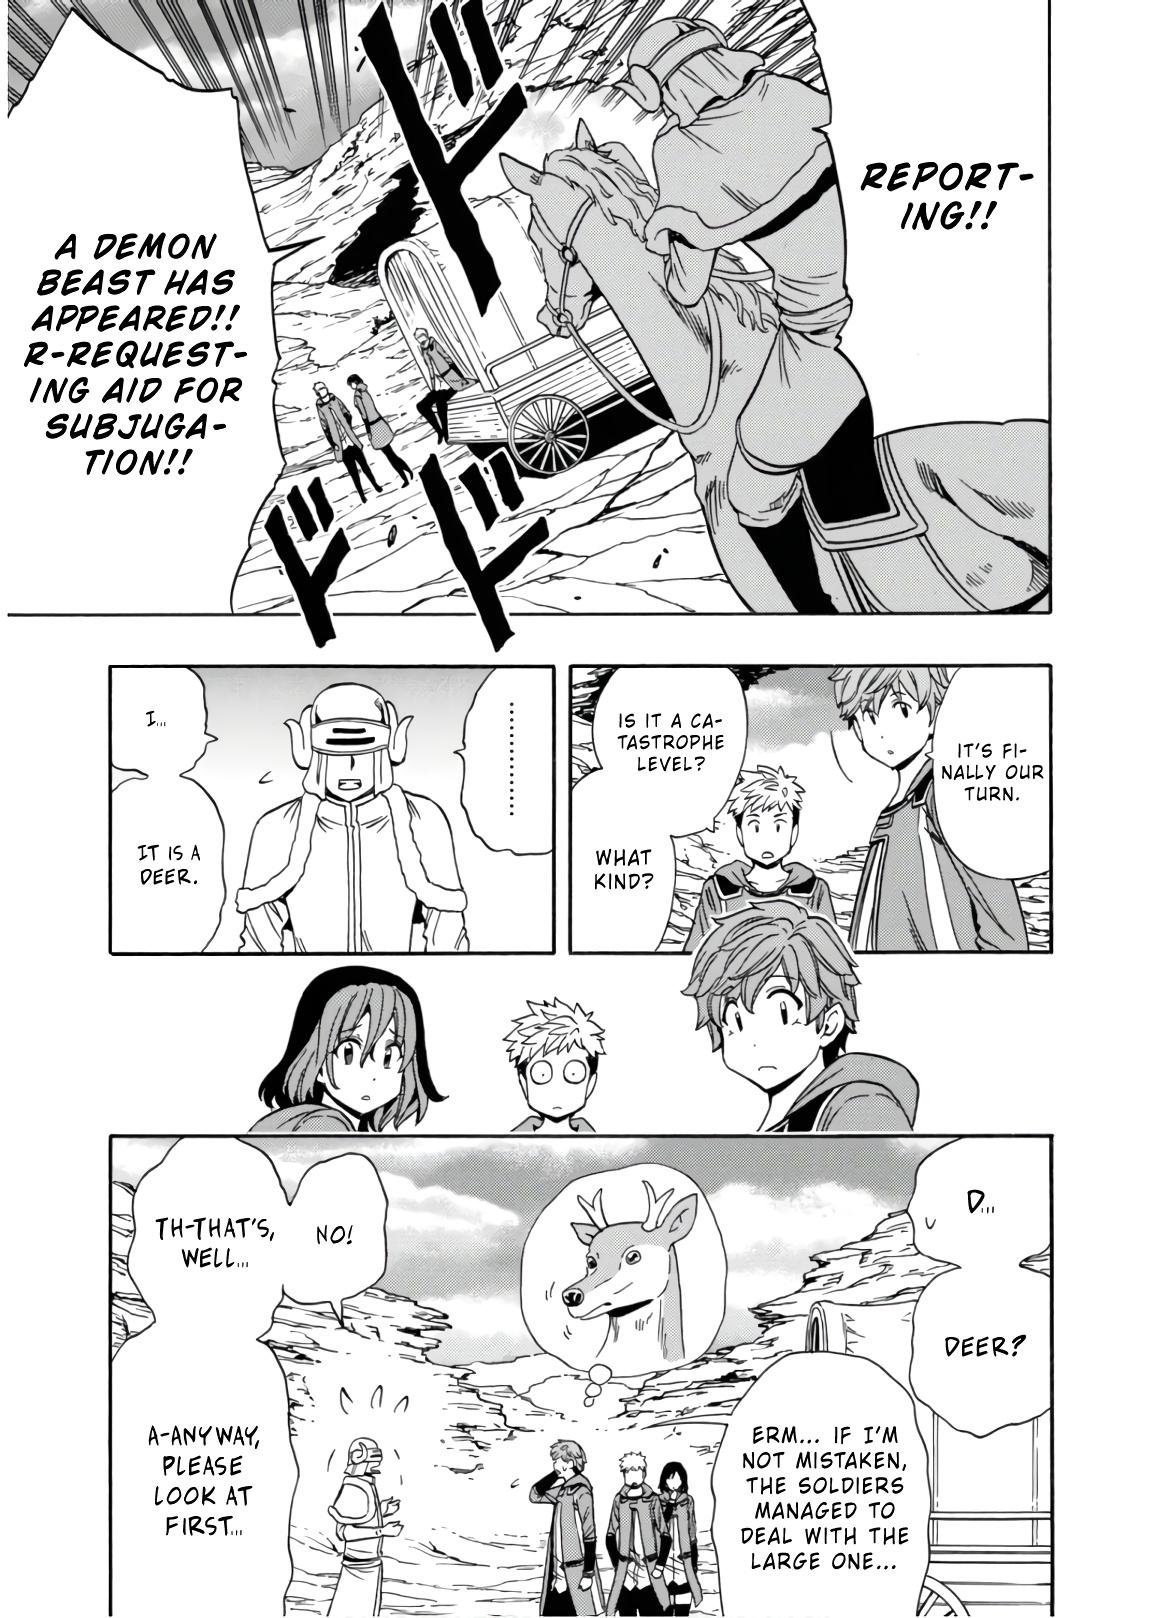 REPORT-
ING!!
A DEMON
BEAST HAS
APPEARED!!
R-REQUEST-
ING AID FOR
SUBJUGA-
TION!!
ド
ド
ド
IT'S FI-
NALLY OUR
TURN.
IS IT A CA-
TASTROPHE
LEVEL?
WHAT
KIND?
............
I...
IT IS A
DEER.
D...
DEER?
ERM... IF I'M
NOT MISTAKEN,
THE SOLDIERS
MANAGED TO
DEAL WITH THE
LARGE ONE...
NO!
TH-THAT'S,
WELL...
A-ANYWAY,
PLEASE
LOOK AT
FIRST...